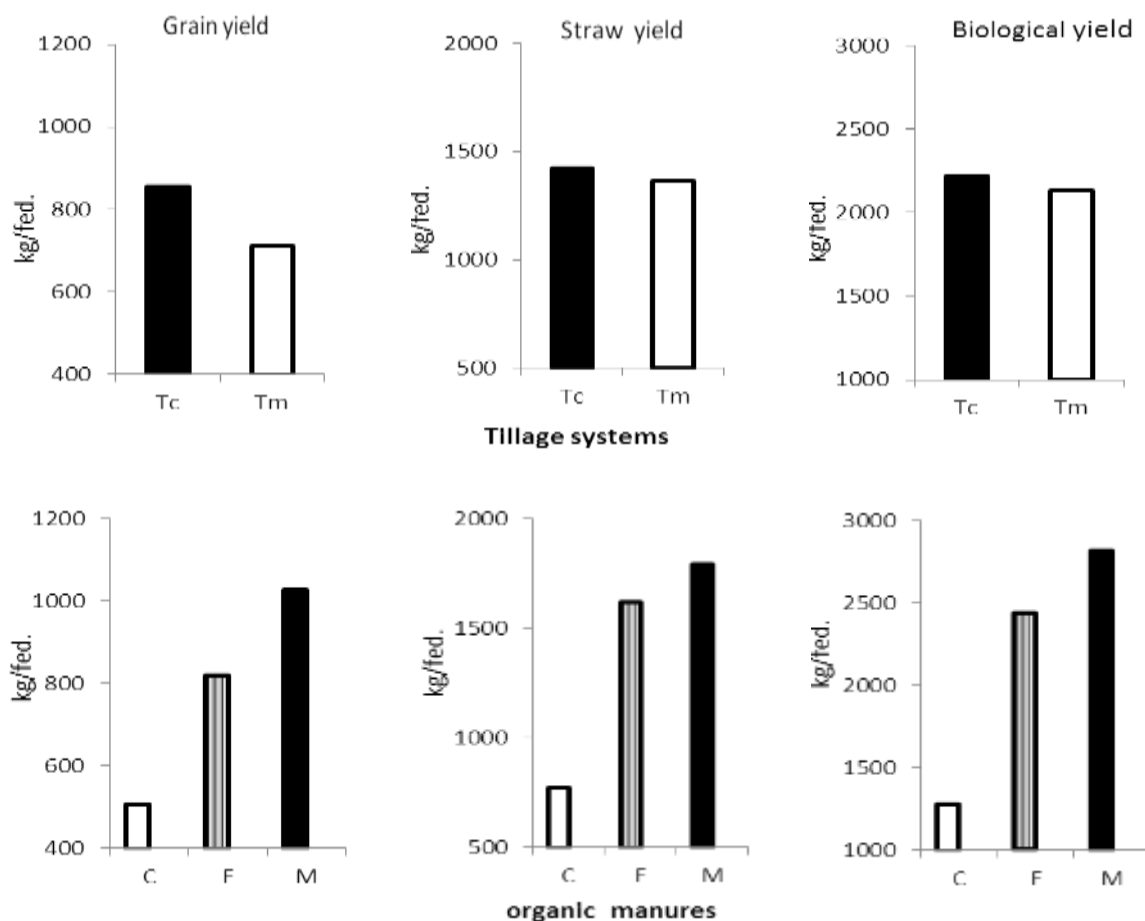 Grain yield
1200
1000
800
600
400
kg/fed.
Tc Tm
Straw yield
2000
1500
1000
500
kg/fed.
Tc Tm
Biological yield
3000
2500
2000
1500
1000
kg/fed.
Tc Tm
Tillage systems
1200
1000
800
600
400
kg/fed.
C F M
2000
1500
1000
500
kg/fed.
C F M
3000
2500
2000
1500
1000
kg/fed.
C F M
organic manures